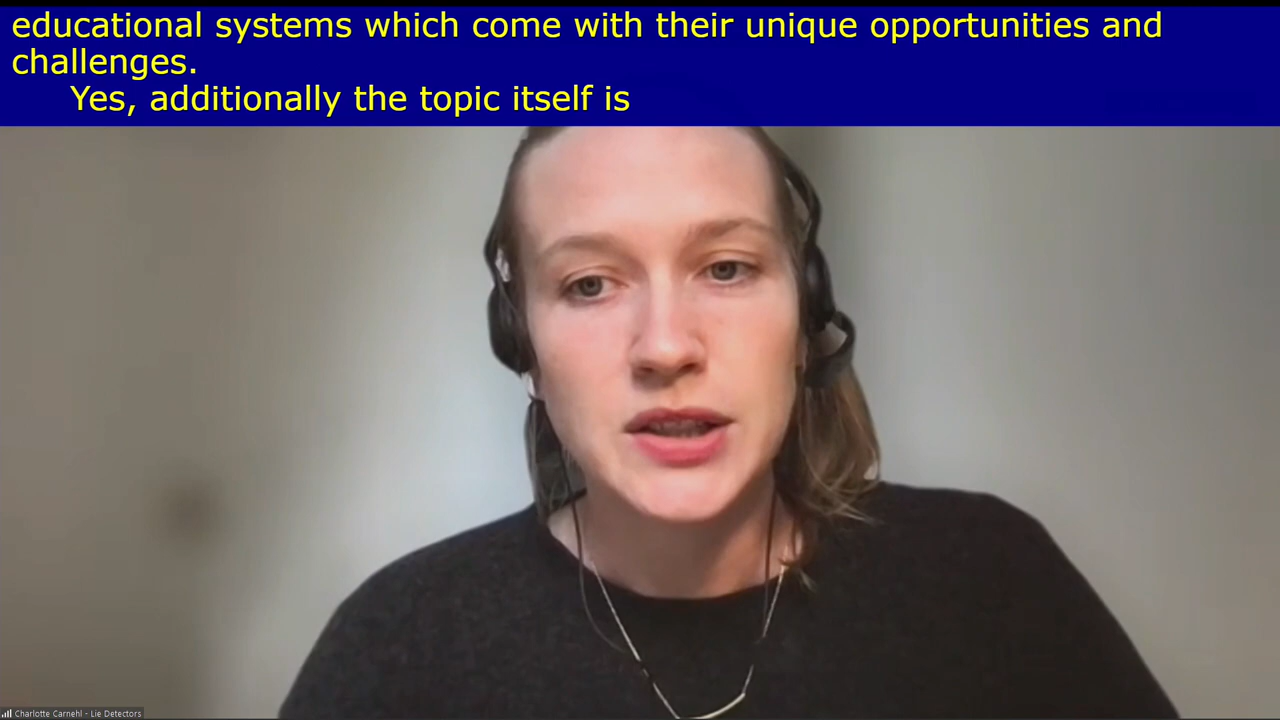 educational systems which come with their unique opportunities and
challenges.
Yes, additionally the topic itself is
Charlotte Carnehl - Lie Detectors